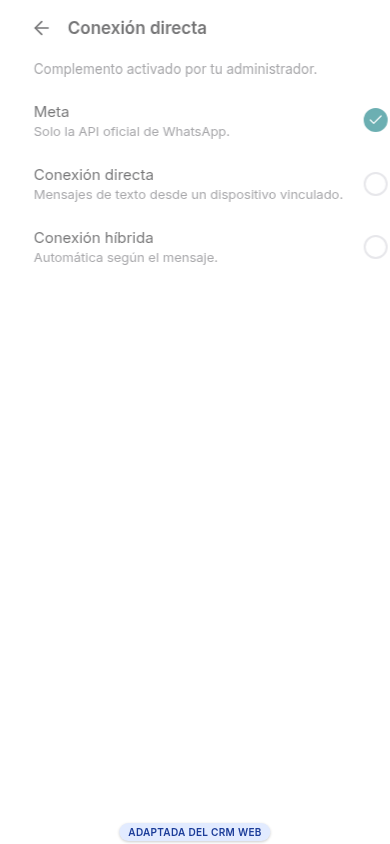 Conexión directa
Complemento activado por tu administrador.
Meta
Solo la API oficial de WhatsApp.
Conexión directa
Mensajes de texto desde un dispositivo vinculado.
Conexión híbrida
Automática según el mensaje.
ADAPTADA DEL CRM WEB